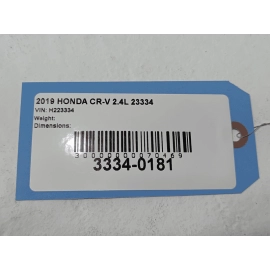 2019 HONDA CR-V 2.4L 23334
VIN: H223334
Weight:
Dimensions:
3000000070469
3334-0181